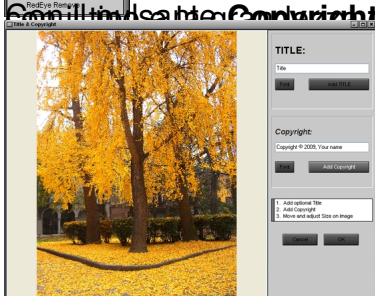 RedEye Remove
Title & Copyright
TITLE:
Title
Font
Add TITLE
Copyright:
Copyright © 2009, Your name
Font
Add Copyright
1. Add optional Title
2. Add Copyright
3. Move and adjust Size on Image
Cancel
OK